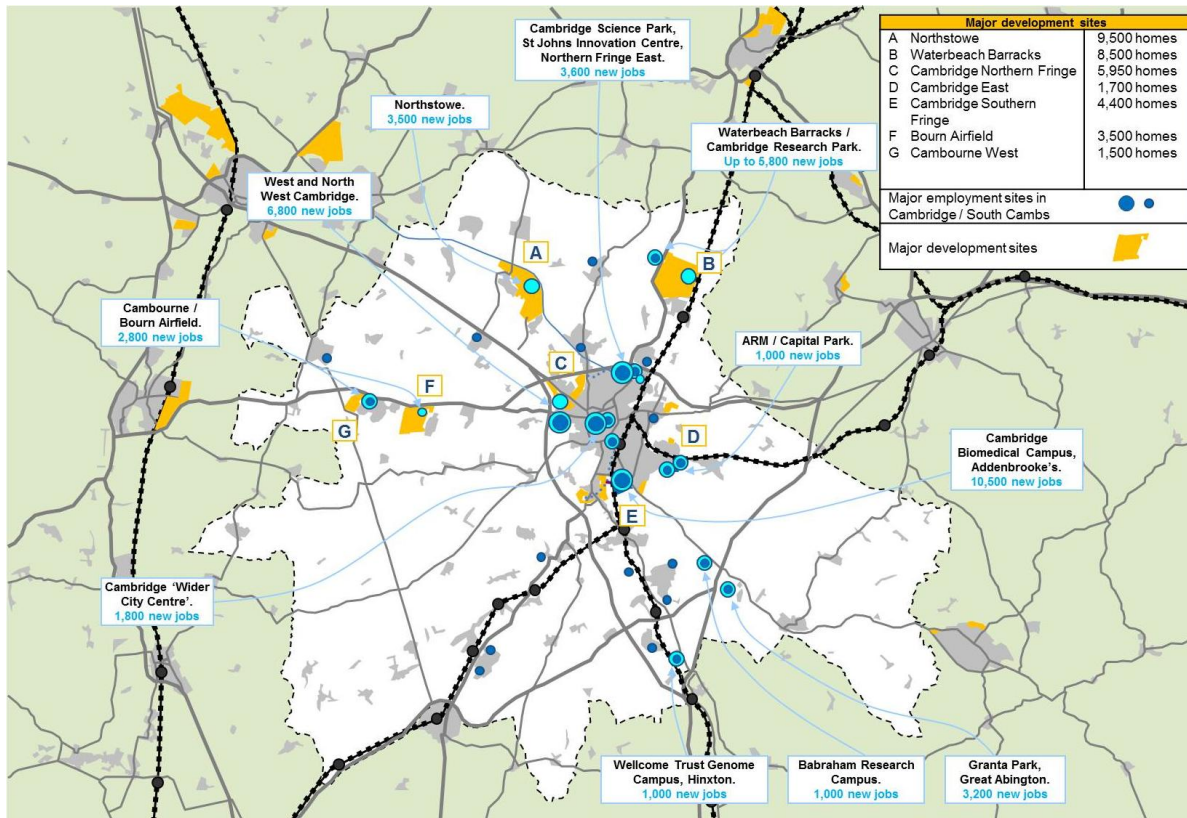 Cambridge Science Park,
St Johns Innovation Centre,
Northern Fringe East.
3,600 new jobs
Major development sites
A Northstowe 9,500 homes
B Waterbeach Barracks 8,500 homes
C Cambridge Northern Fringe 5,950 homes
D Cambridge East 1,700 homes
E Cambridge Southern 4,400 homes
Fringe
F Bourn Airfield 3,500 homes
G Cambourne West 1,500 homes
Major employment sites in
Cambridge / South Cambs
Major development sites
Northstowe.
3,500 new jobs
Waterbeach Barracks /
Cambridge Research Park.
Up to 5,800 new jobs
West and North
West Cambridge.
6,800 new jobs
A
B
Cambourne /
Bourn Airfield.
2,800 new jobs
ARM / Capital Park.
1,000 new jobs
C
F
G
D
Cambridge
Biomedical Campus,
Addenbrooke's.
10,500 new jobs
E
Cambridge ‘Wider
City Centre’.
1,800 new jobs
Wellcome Trust Genome
Campus, Hinxton.
1,000 new jobs
Babraham Research
Campus.
1,000 new jobs
Granta Park,
Great Abington.
3,200 new jobs